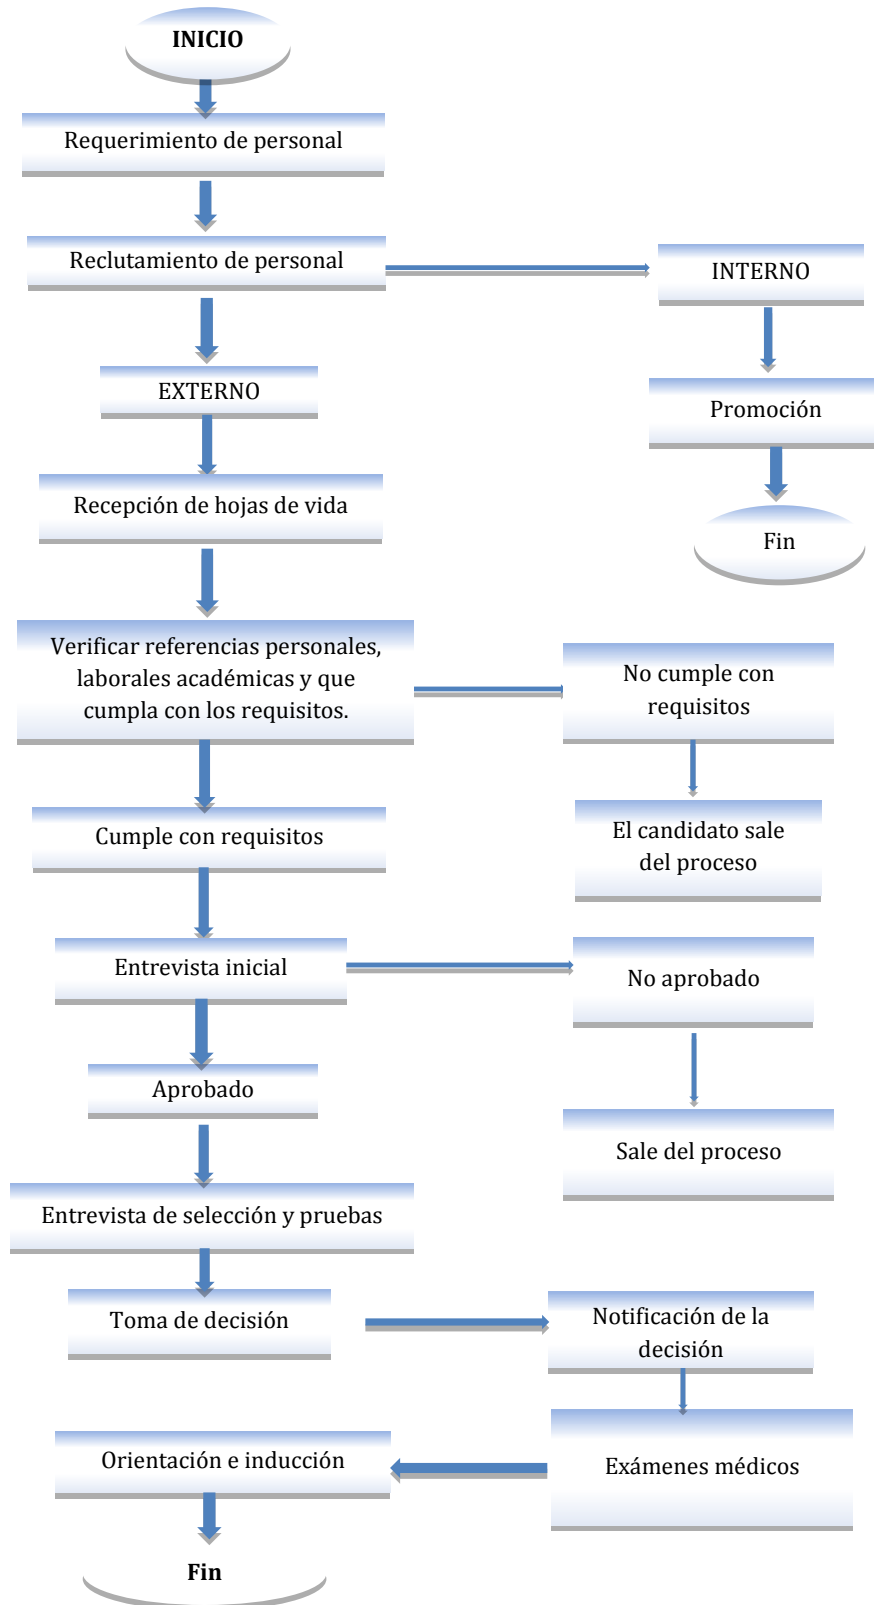 INICIO
Requerimiento de personal
Reclutamiento de personal
INTERNO
EXTERNO
Promoción
Recepción de hojas de vida
Fin
Verificar referencias personales,
laborales académicas y que
cumpla con los requisitos.
No cumple con
requisitos
Cumple con requisitos
El candidato sale
del proceso
Entrevista inicial
No aprobado
Aprobado
Sale del proceso
Entrevista de selección y pruebas
Toma de decisión
Notificación de la
decisión
Orientación e inducción
Exámenes médicos
Fin